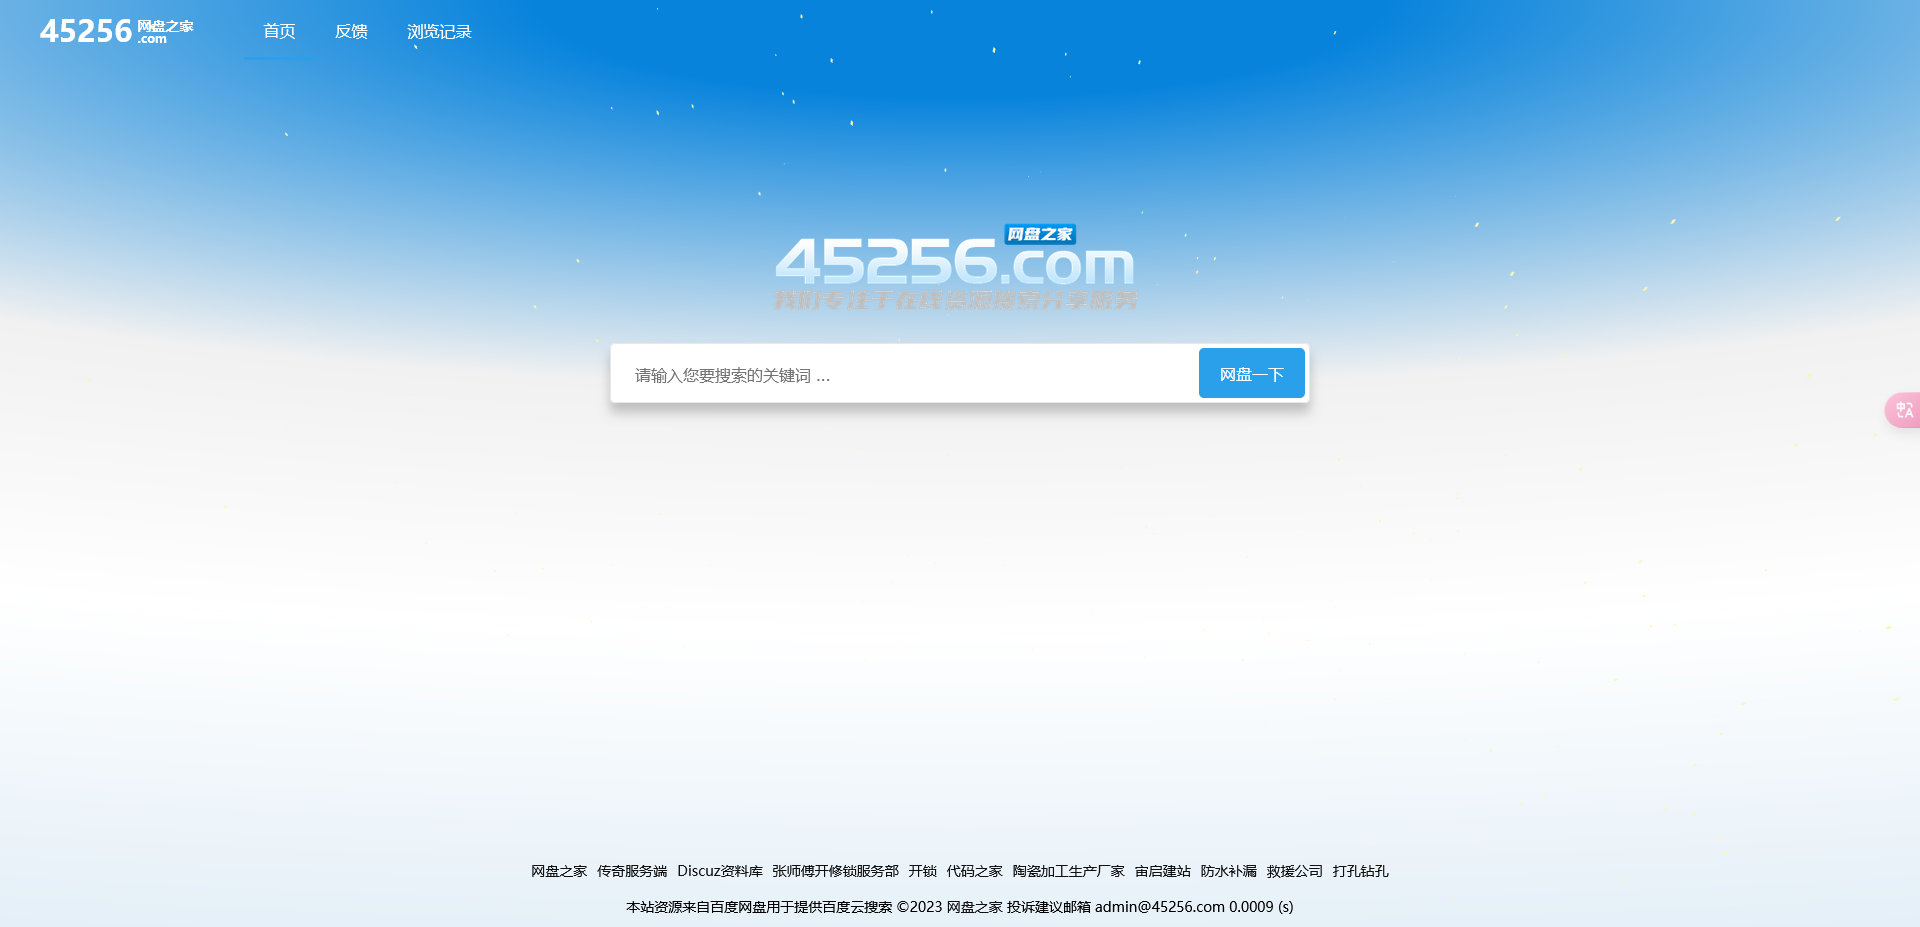 45256 网盘之家 .com 首页 反馈 浏览记录
网盘之家
45256.com
我们专注于在线资源搜索分享服务
请输入您要搜索的关键词 ... 网盘一下
网盘之家 传奇服务端 Discuz资料库 张师傅开修锁服务部 开锁 代码之家 陶瓷加工生产厂家 宙启建站 防水补漏 救援公司 打孔钻孔
本站资源来自百度网盘用于提供百度云搜索 ©2023 网盘之家 投诉建议邮箱 admin@45256.com 0.0009 (s)